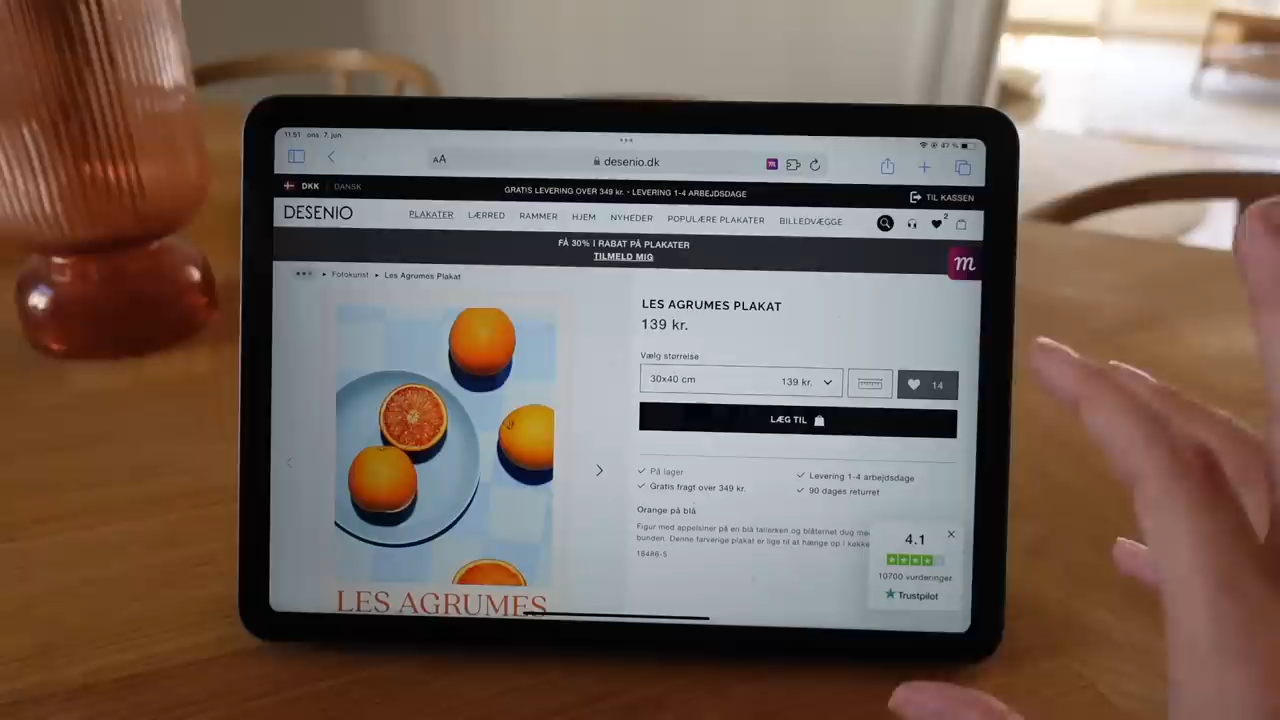 11.51 ons. 7. jun.
47 %
AA
desenio.dk
m
DKK DANSK
GRATIS LEVERING OVER 349 kr. - LEVERING 1-4 ARBEJDSDAGE
TIL KASSEN
DESENIO
PLAKATER LÆRRED RAMMER HJEM NYHEDER POPULÆRE PLAKATER BILLEDVÆGGE
2
FÅ 30% I RABAT PÅ PLAKATER
TILMELD MIG
m
Fotokunst Les Agrumes Plakat
LES AGRUMES PLAKAT
139 kr.
Vælg størrelse
30x40 cm 139 kr.
14
LÆG TIL
På lager
Levering 1-4 arbejdsdage
Gratis fragt over 349 kr.
90 dages returret
Orange på blå
Figur med appelsiner på en blå tallerken og blåternet dug me
bunden. Denne farverige plakat er lige til at hænge op i køkke
18486-5
4.1
10700 vurderinger
Trustpilot
LES AGRUMES